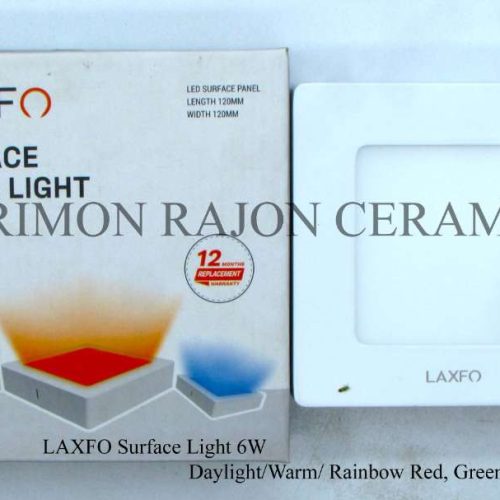 XFO
LED SURFACE PANEL
LENGTH 120MM
WIDTH 120MM
ACE
LIGHT
RIMON RAJON CERAM
12 MONTHS
REPLACEMENT
WARRANTY
LAXFO
LAXFO Surface Light 6W
Daylight/Warm/ Rainbow Red, Green